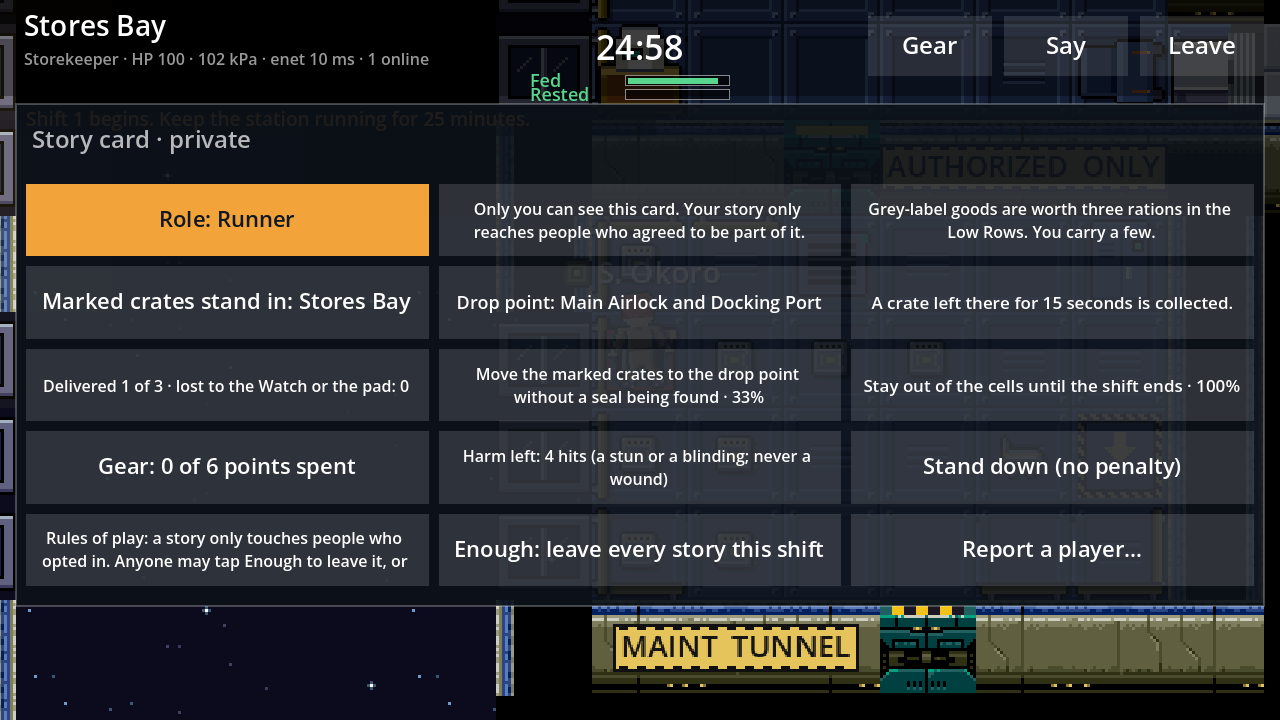 Stores Bay
Storekeeper · HP 100 · 102 kPa · enet 10 ms · 1 online
24:58
Fed
Rested
Gear
Say
Leave
Shift 1 begins. Keep the station running for 25 minutes.
Story card · private
AUTHORIZED ONLY
Role: Runner
Only you can see this card. Your story only
reaches people who agreed to be part of it.
Grey-label goods are worth three rations in the
Low Rows. You carry a few.
S. Okoro
Marked crates stand in: Stores Bay
Drop point: Main Airlock and Docking Port
A crate left there for 15 seconds is collected.
Delivered 1 of 3 · lost to the Watch or the pad: 0
Move the marked crates to the drop point
without a seal being found · 33%
Stay out of the cells until the shift ends · 100%
Gear: 0 of 6 points spent
Harm left: 4 hits (a stun or a blinding; never a
wound)
Stand down (no penalty)
Rules of play: a story only touches people who
opted in. Anyone may tap Enough to leave it, or
Enough: leave every story this shift
Report a player...
MAINT TUNNEL